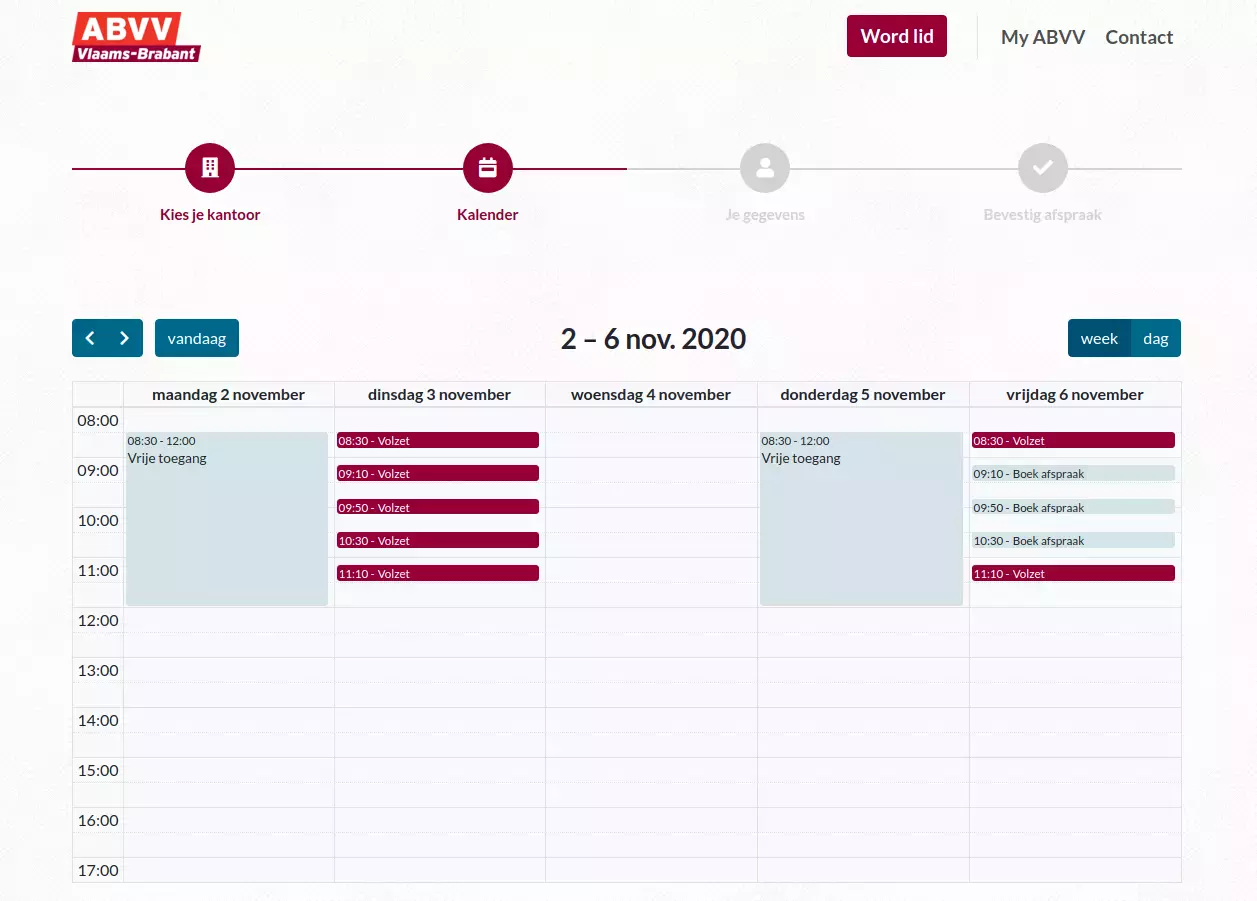 ABVV
Vlaams-Brabant
Word lid
My ABVV
Contact
Kies je kantoor
Kalender
Je gegevens
Bevestig afspraak
vandaag
2 – 6 nov. 2020
week
dag
maandag 2 november
dinsdag 3 november
woensdag 4 november
donderdag 5 november
vrijdag 6 november
08:00
09:00
10:00
11:00
12:00
13:00
14:00
15:00
16:00
17:00
08:30 - 12:00
Vrije toegang
08:30 - Volzet
09:10 - Volzet
09:50 - Volzet
10:30 - Volzet
11:10 - Volzet
08:30 - 12:00
Vrije toegang
08:30 - Volzet
09:10 - Boek afspraak
09:50 - Boek afspraak
10:30 - Boek afspraak
11:10 - Volzet